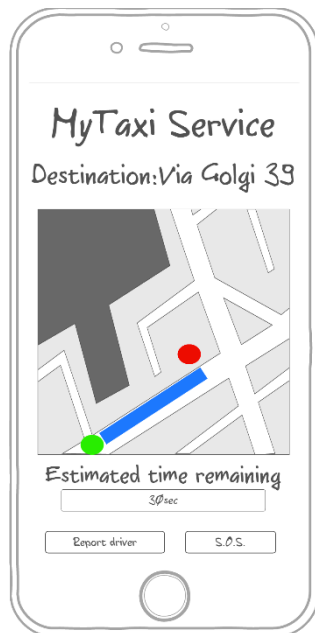 MyTaxi Service
Destination:Via Golgi 39
Estimated time remaining
30sec
Report driver
S.O.S.